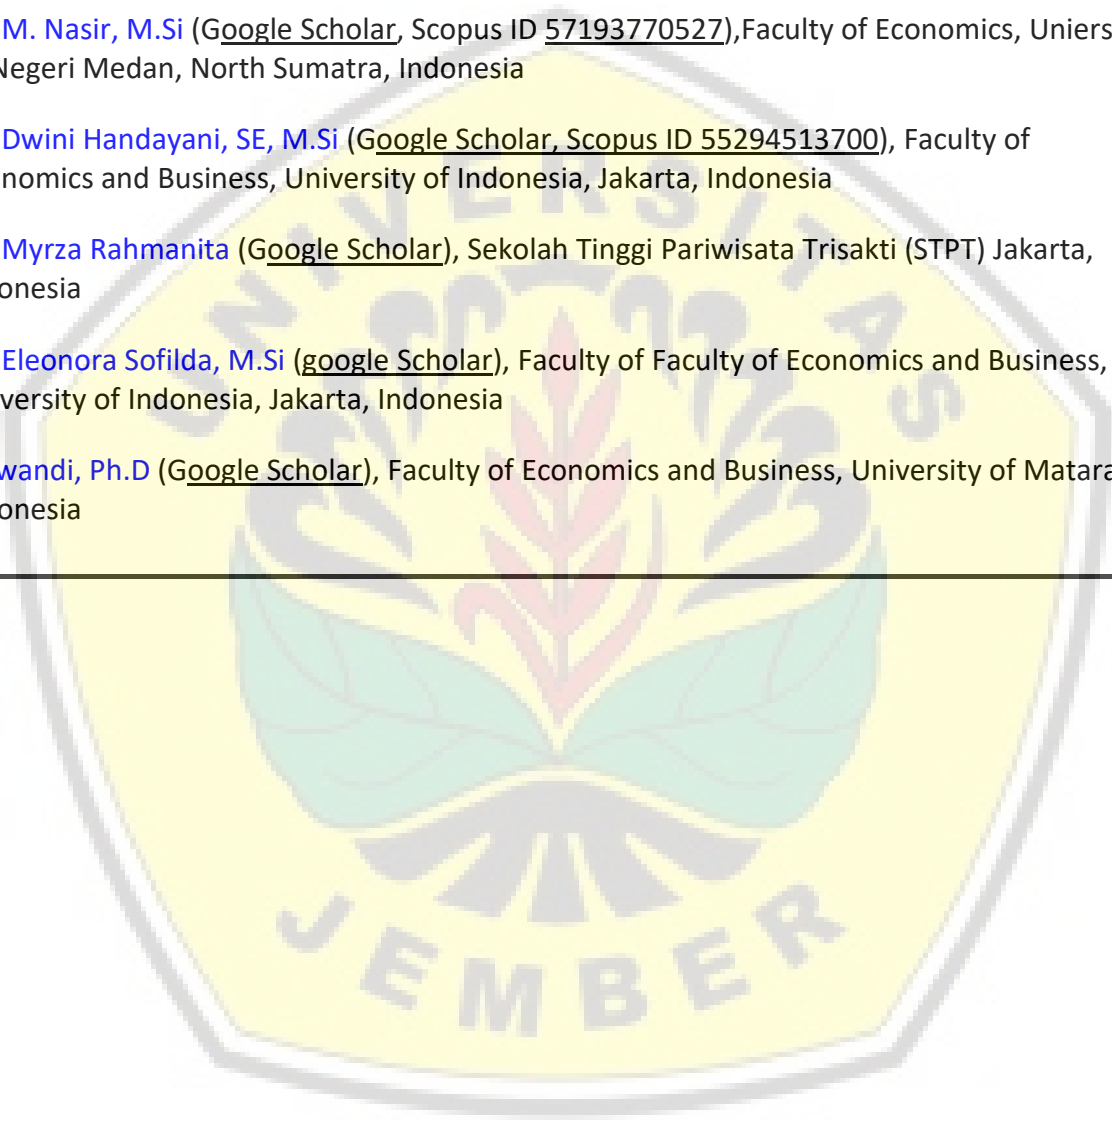 M. Nasir, M.Si (Google Scholar, Scopus ID 57193770527),Faculty of Economics, Uniers
Negeri Medan, North Sumatra, Indonesia
Dwini Handayani, SE, M.Si (Google Scholar, Scopus ID 55294513700), Faculty of
nomics and Business, University of Indonesia, Jakarta, Indonesia
Myrza Rahmanita (Google Scholar), Sekolah Tinggi Pariwisata Trisakti (STPT) Jakarta,
onesia
Eleonora Sofilda, M.Si (google Scholar), Faculty of Faculty of Economics and Business,
versity of Indonesia, Jakarta, Indonesia
wandi, Ph.D (Google Scholar), Faculty of Economics and Business, University of Matara
onesia
UNIVERSITAS
JEMBER